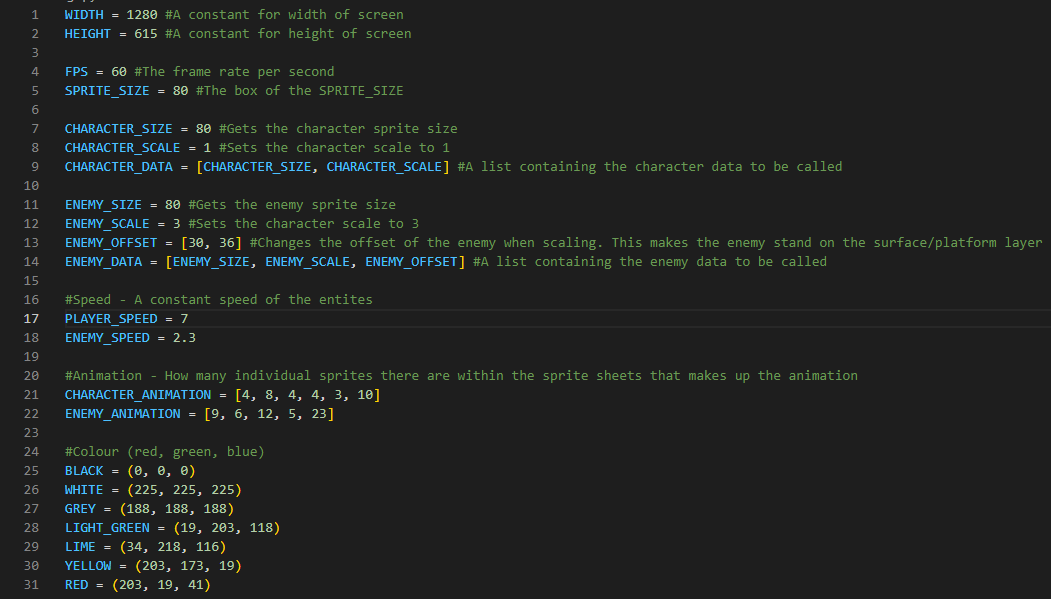 1 WIDTH = 1280 #A constant for width of screen
2 HEIGHT = 615 #A constant for height of screen
3
4 FPS = 60 #The frame rate per second
5 SPRITE_SIZE = 80 #The box of the SPRITE_SIZE
6
7 CHARACTER_SIZE = 80 #Gets the character sprite size
8 CHARACTER_SCALE = 1 #Sets the character scale to 1
9 CHARACTER_DATA = [CHARACTER_SIZE, CHARACTER_SCALE] #A list containing the character data to be called
10
11 ENEMY_SIZE = 80 #Gets the enemy sprite size
12 ENEMY_SCALE = 3 #Sets the character scale to 3
13 ENEMY_OFFSET = [30, 36] #Changes the offset of the enemy when scaling. This makes the enemy stand on the surface/platform layer
14 ENEMY_DATA = [ENEMY_SIZE, ENEMY_SCALE, ENEMY_OFFSET] #A list containing the enemy data to be called
15
16 #Speed - A constant speed of the entites
17 PLAYER_SPEED = 7
18 ENEMY_SPEED = 2.3
19
20 #Animation - How many individual sprites there are within the sprite sheets that makes up the animation
21 CHARACTER_ANIMATION = [4, 8, 4, 4, 3, 10]
22 ENEMY_ANIMATION = [9, 6, 12, 5, 23]
23
24 #Colour (red, green, blue)
25 BLACK = (0, 0, 0)
26 WHITE = (225, 225, 225)
27 GREY = (188, 188, 188)
28 LIGHT_GREEN = (19, 203, 118)
29 LIME = (34, 218, 116)
30 YELLOW = (203, 173, 19)
31 RED = (203, 19, 41)